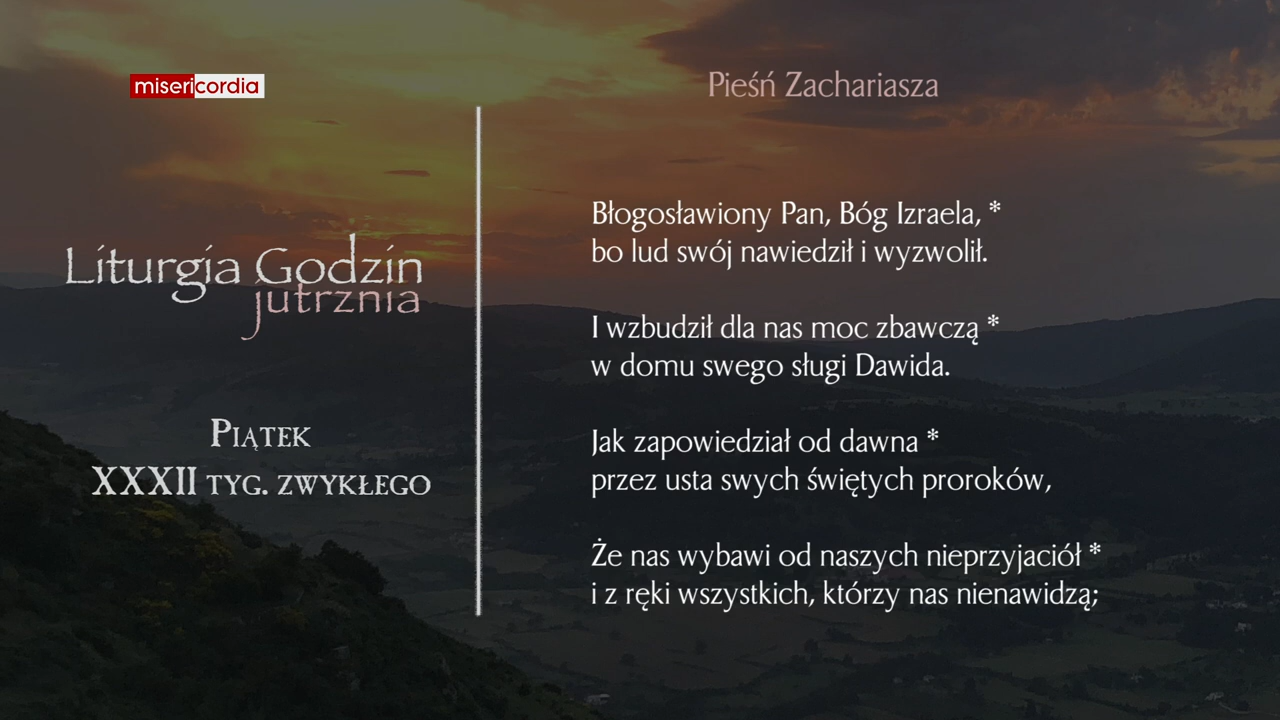 misericordia
Liturgia Godzin
jutrznia
Piątek
XXXII tyg. zwykłego
Pieśń Zachariasza
Błogosławiony Pan, Bóg Izraela, *
bo lud swój nawiedził i wyzwolił.
I wzbudził dla nas moc zbawczą *
w domu swego sługi Dawida.
Jak zapowiedział od dawna *
przez usta swych świętych proroków,
Że nas wybawi od naszych nieprzyjaciół *
i z ręki wszystkich, którzy nas nienawidzą;